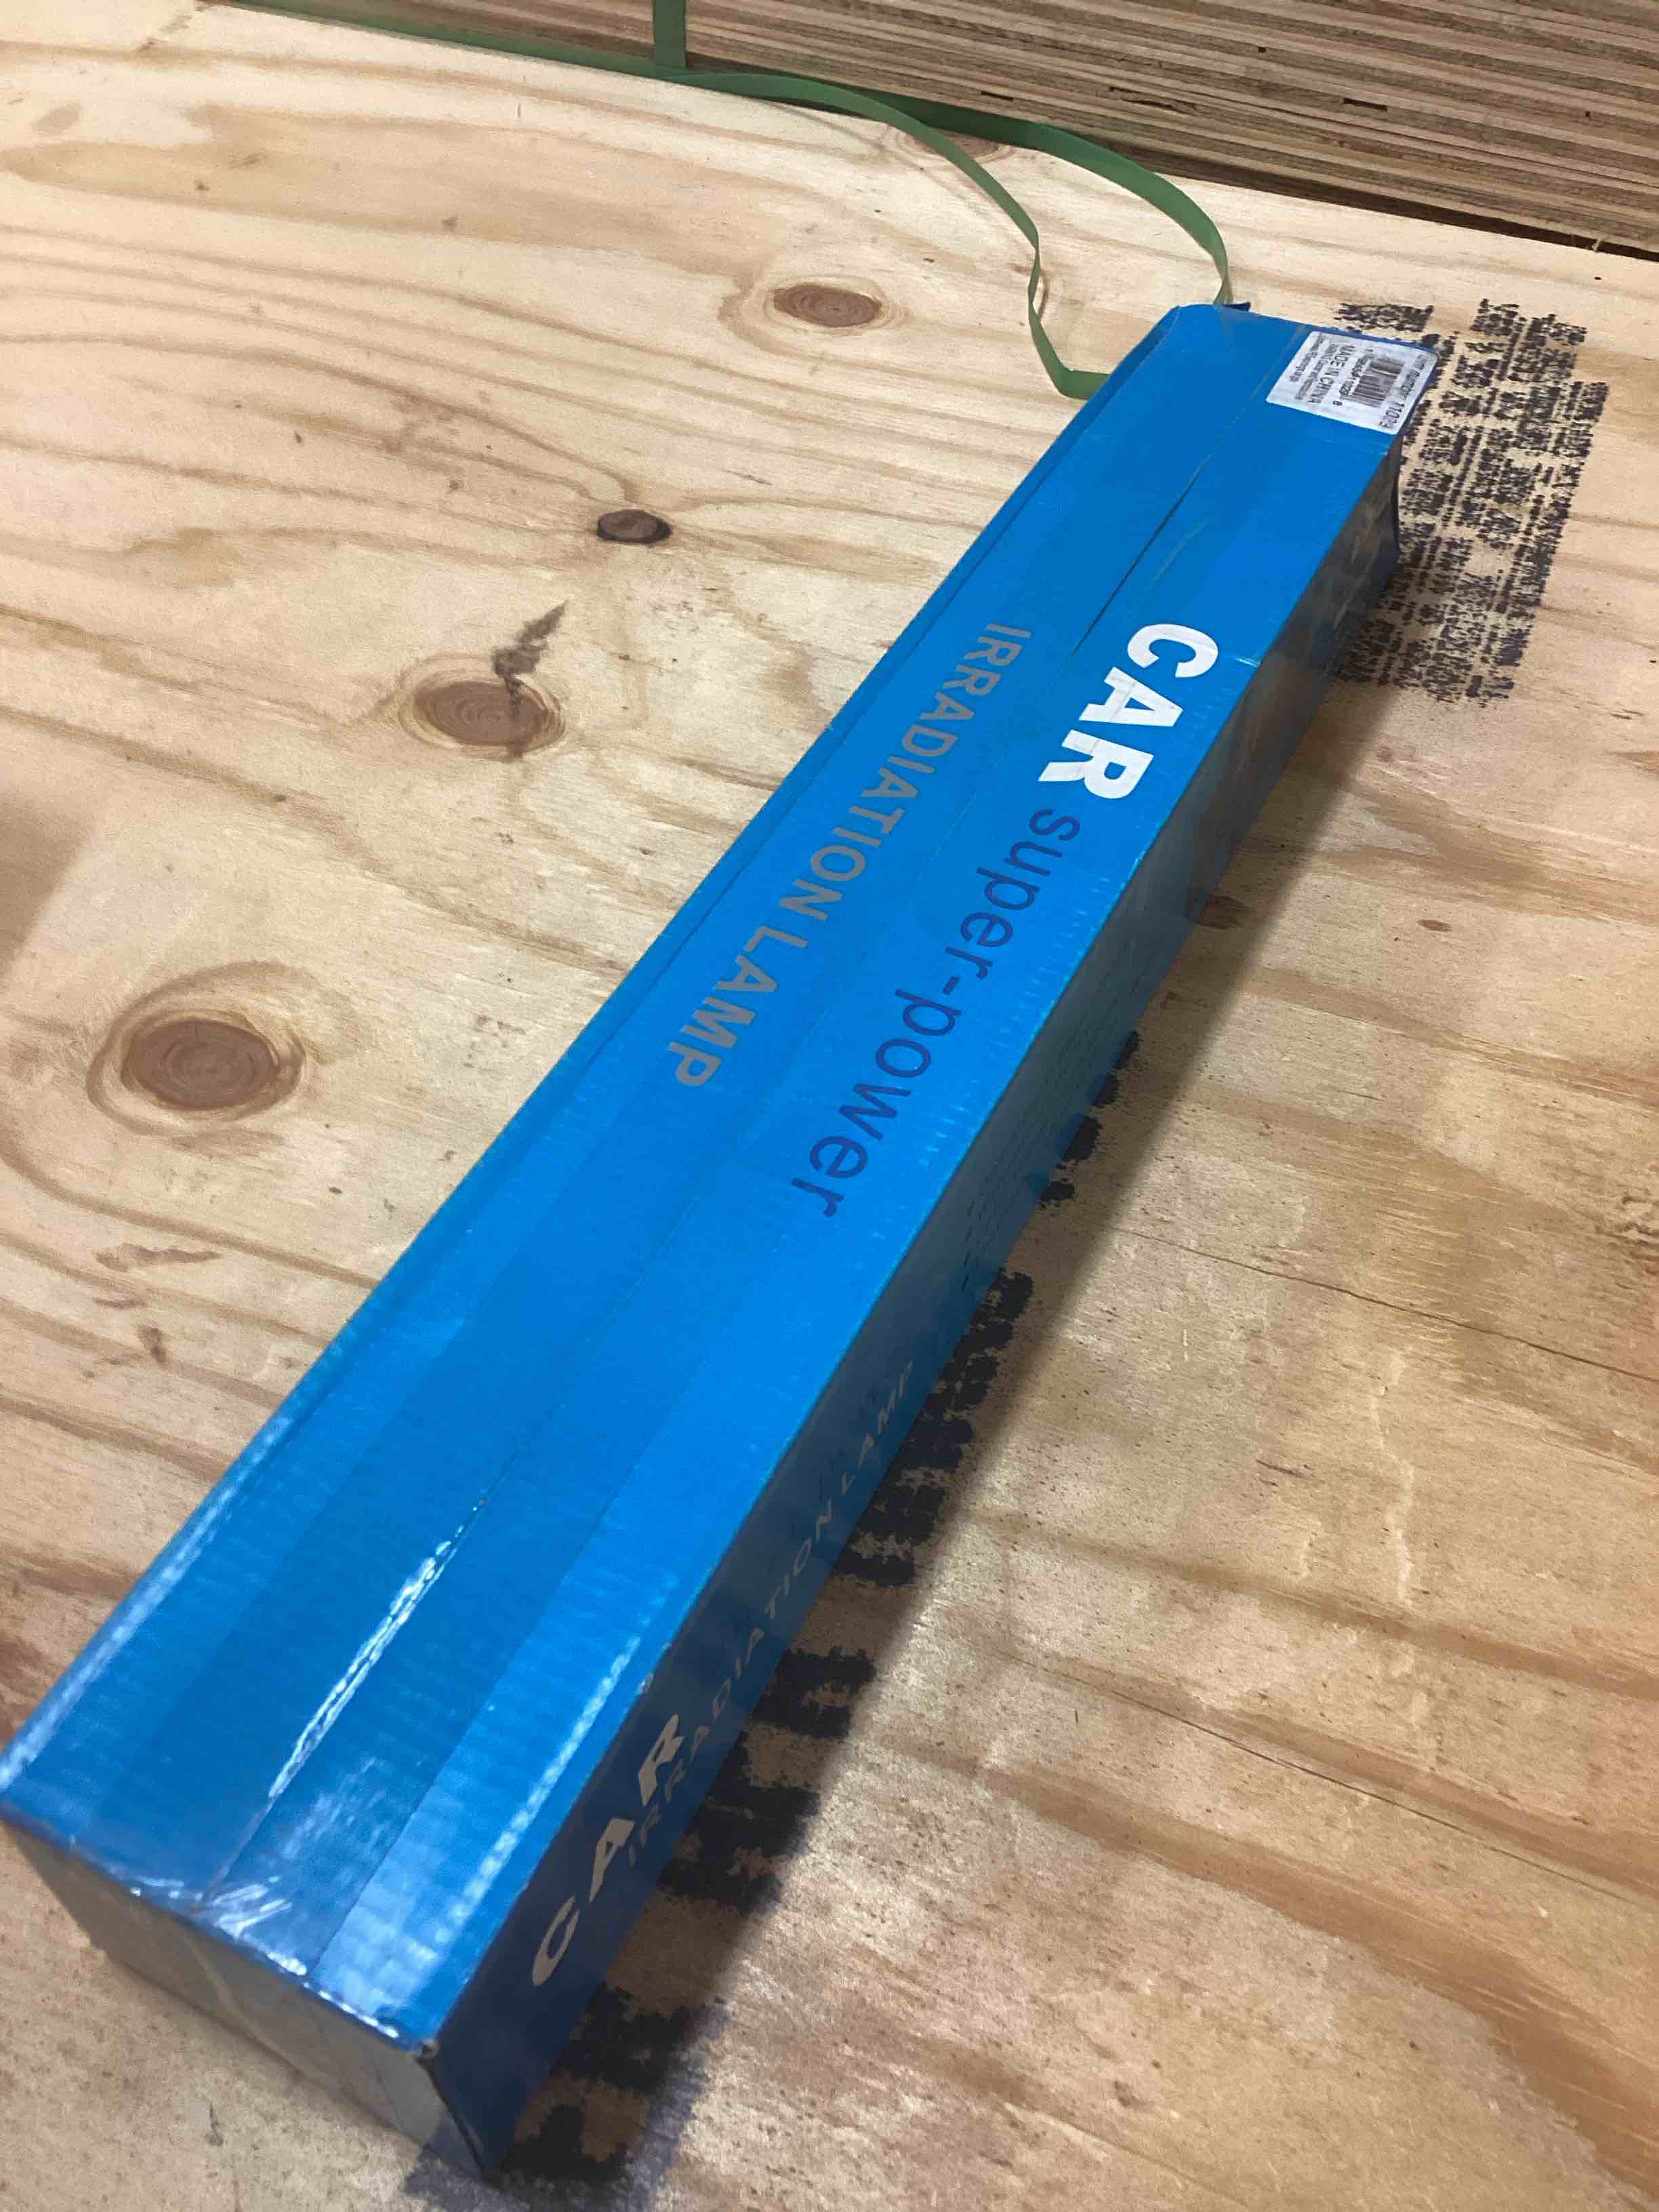 CAR super-power
IRRADIATION LAMP
MADE IN CHINA
CAR
IRRADIATION LAMP